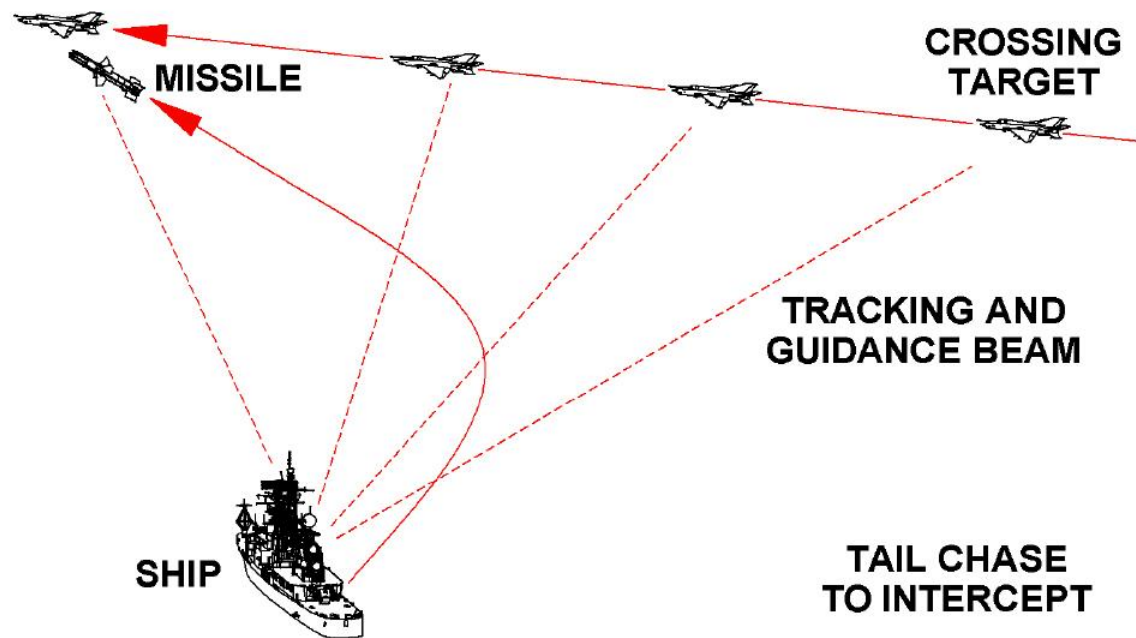 CROSSING
TARGET
MISSILE
TRACKING AND
GUIDANCE BEAM
SHIP
TAIL CHASE
TO INTERCEPT